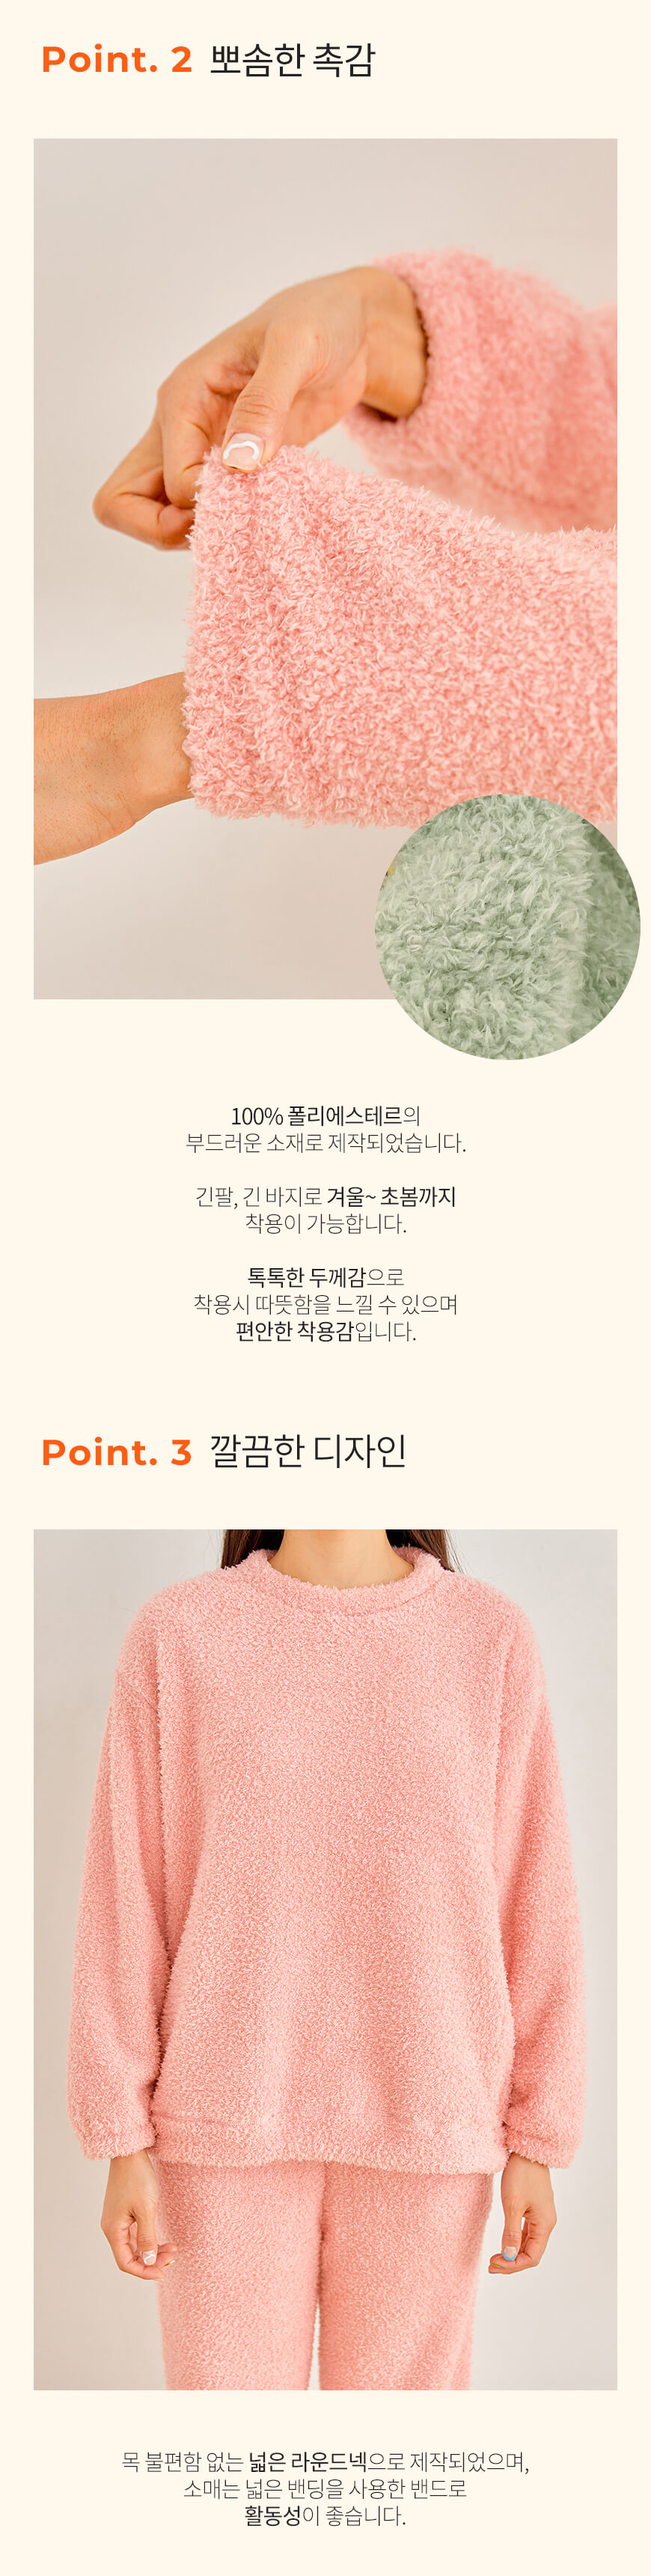 Point. 2 뽀솜한 촉감
100% 폴리에스테르의
부드러운 소재로 제작되었습니다.
긴팔, 긴 바지로 겨울~ 초봄까지
착용이 가능합니다.
톡톡한 두께감으로
착용시 따뜻함을 느낄 수 있으며
편안한 착용감입니다.
Point. 3 깔끔한 디자인
목 불편함 없는 넓은 라운드넥으로 제작되었으며,
소매는 넓은 밴딩을 사용한 밴드로
활동성이 좋습니다.